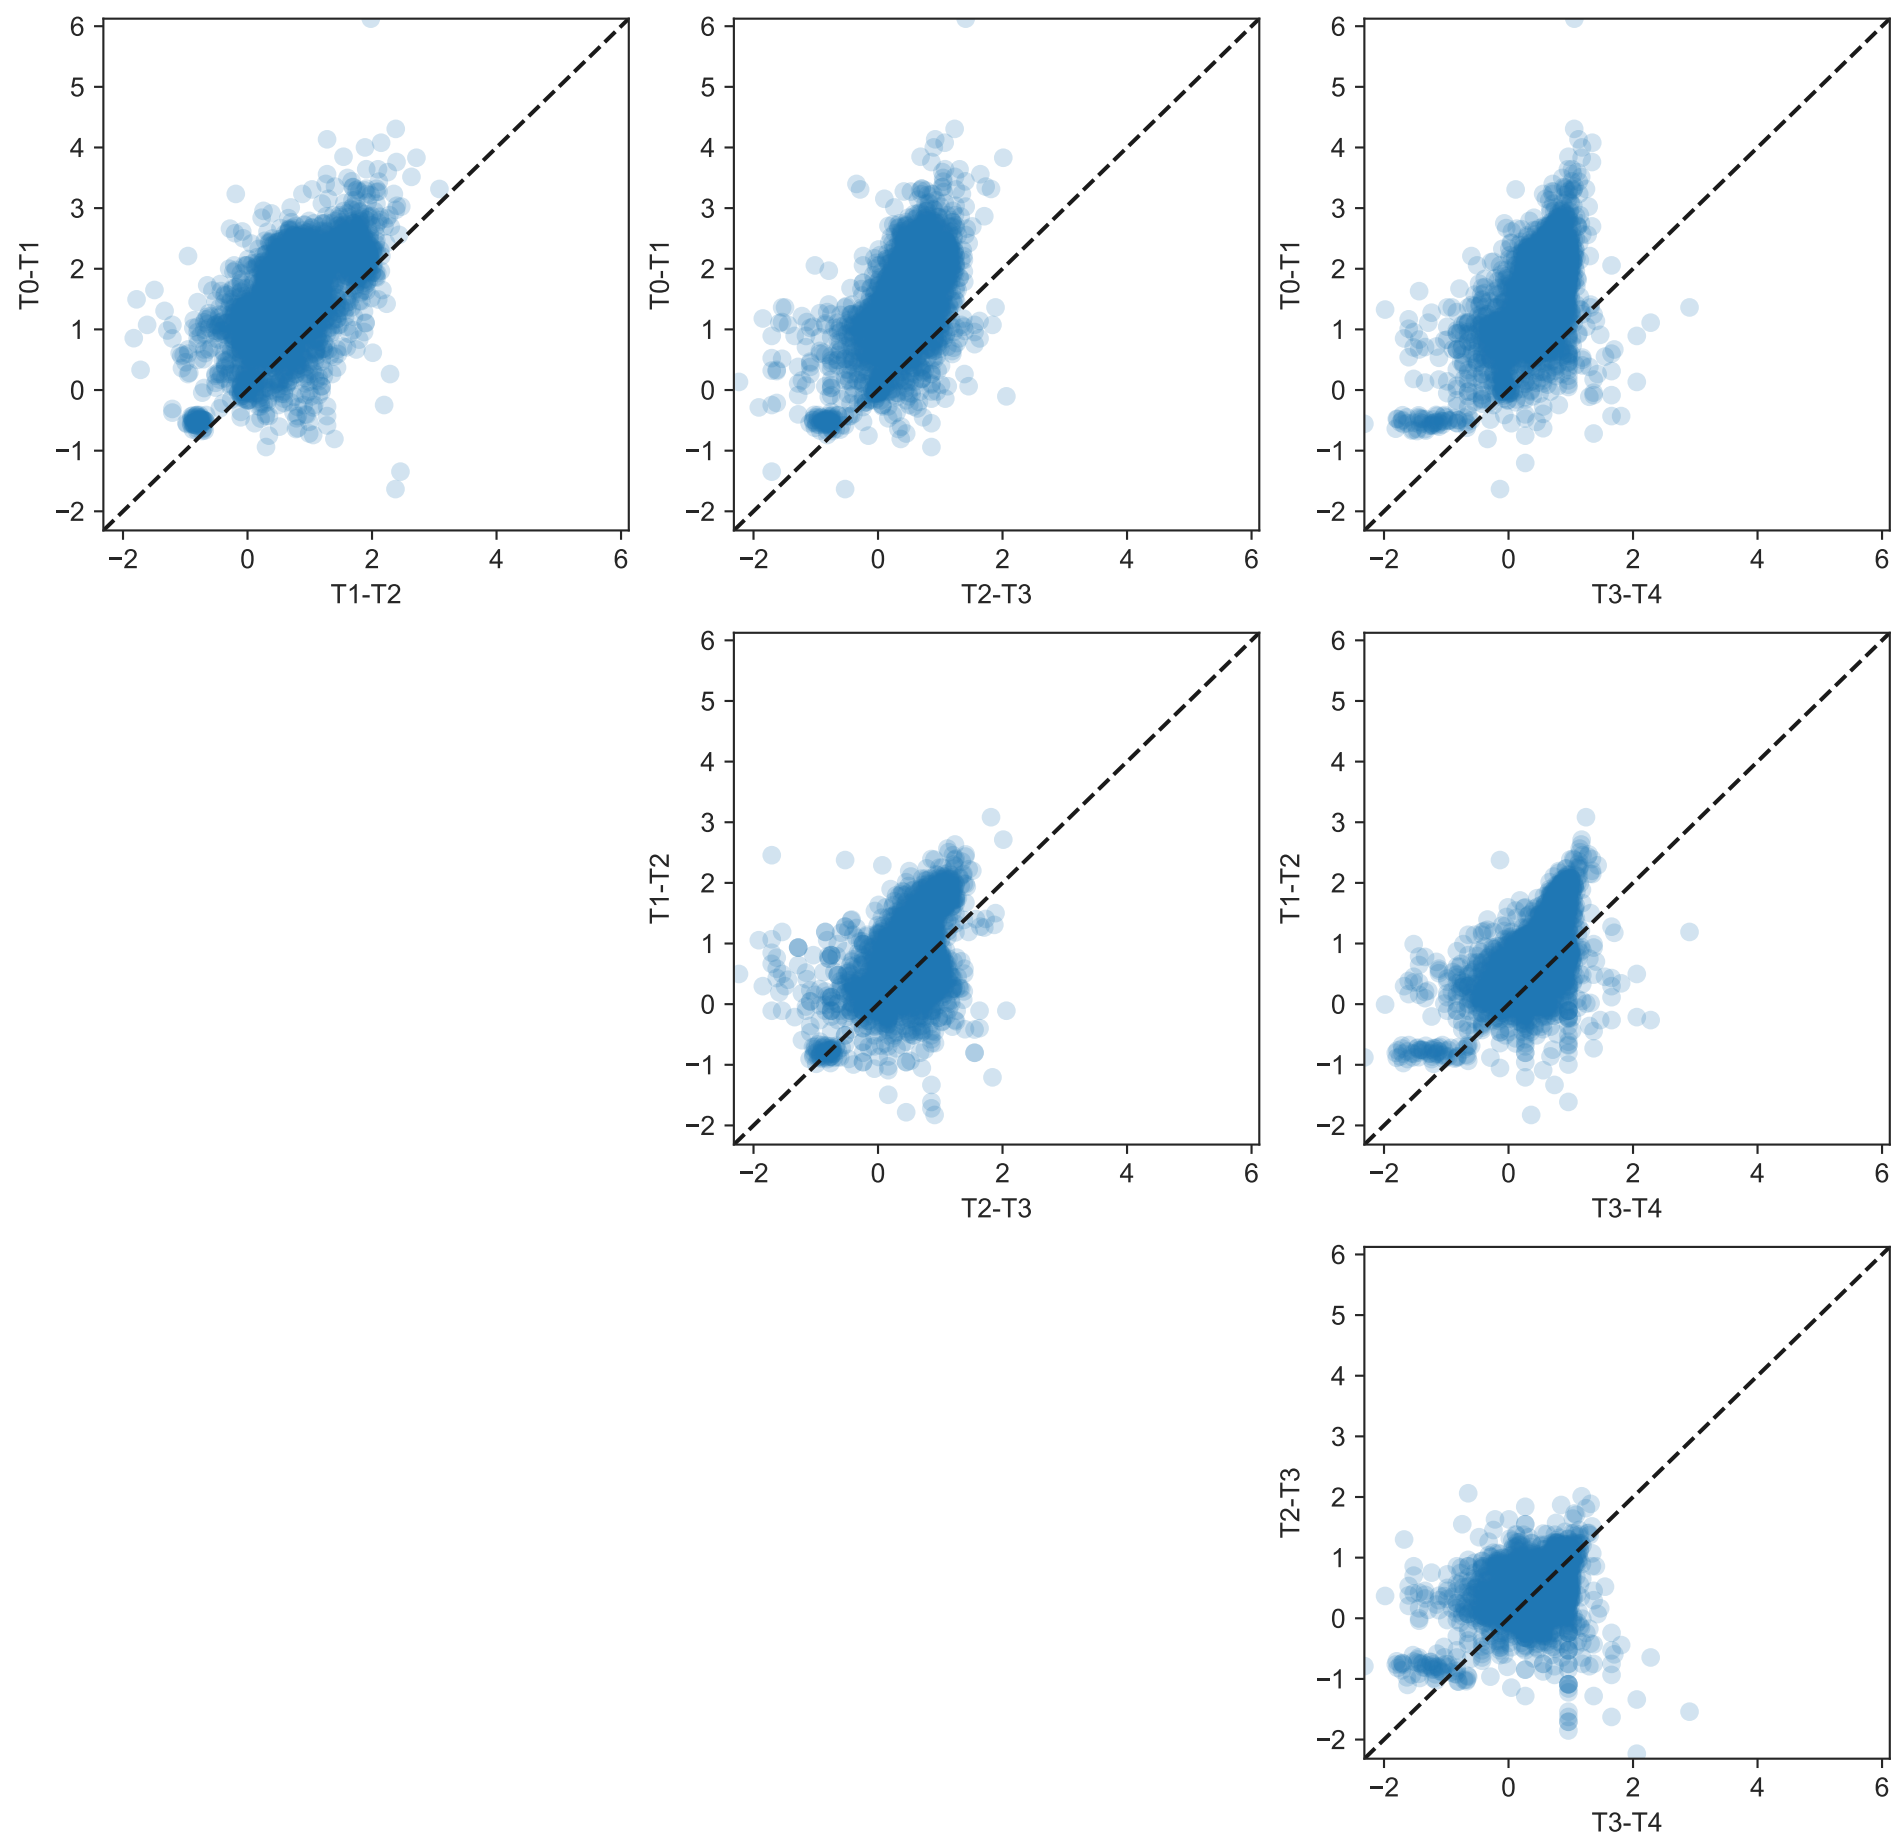 6 6 6
5 5 5
4 4 4
3 3 3
2 2 2
1 1 1
0 0 0
−1 −1 −1
−2 −2 −2
T0-T1 T0-T1 T0-T1
−2 0 2 4 6 −2 0 2 4 6 −2 0 2 4 6
T1-T2 T2-T3 T3-T4
6 6
5 5
4 4
3 3
2 2
1 1
0 0
−1 −1
−2 −2
T1-T2 T1-T2
−2 0 2 4 6 −2 0 2 4 6
T2-T3 T3-T4
6
5
4
3
2
1
0
−1
−2
T2-T3
−2 0 2 4 6
T3-T4